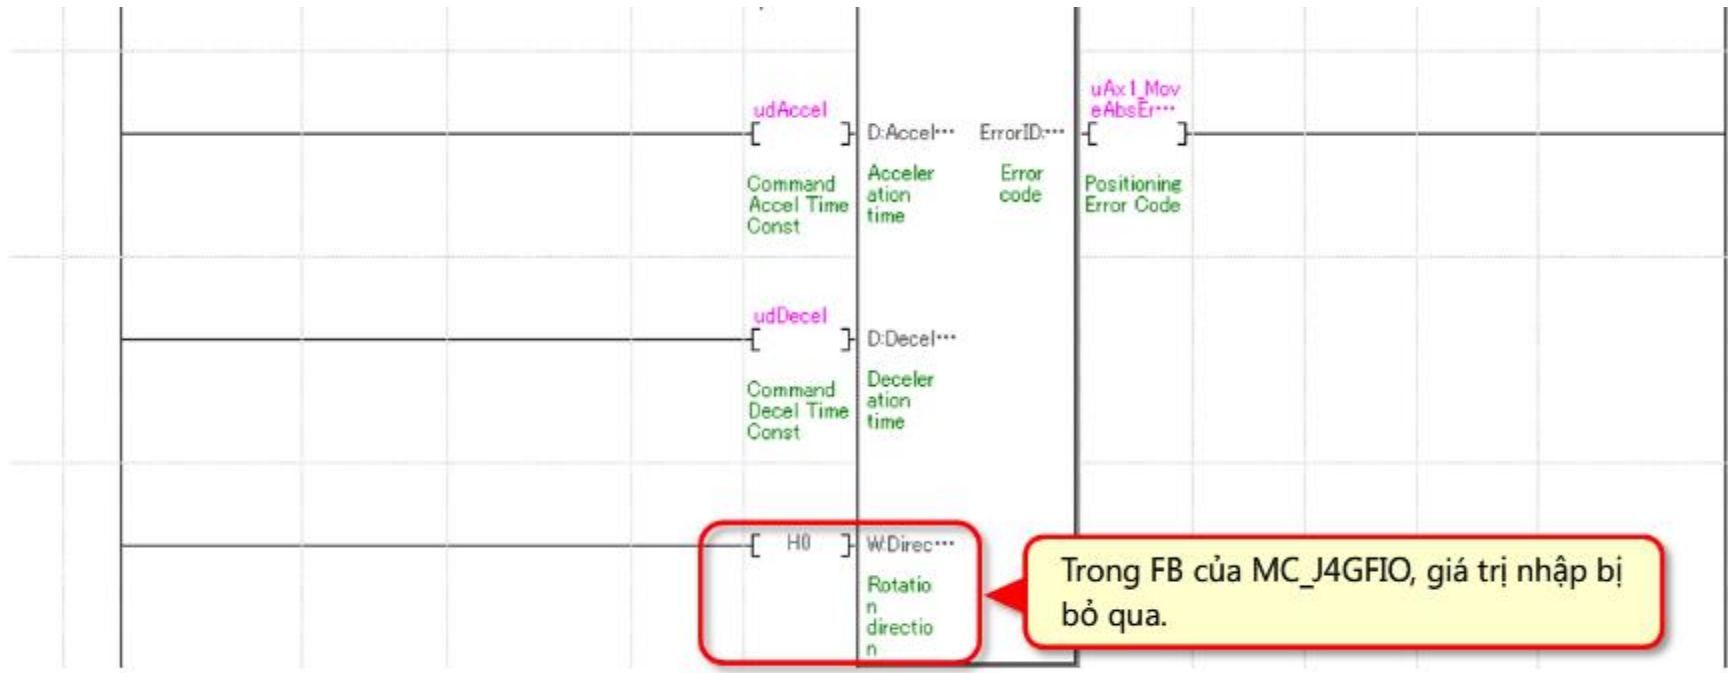 uAx1_Mov
eAbsEr···
udAccel
[ ] D:Accel··· ErrorID:··· [ ]
Command
Accel Time
Const
Acceler
ation
time
Error
code
Positioning
Error Code
udDecel
[ ] D:Decel···
Command
Decel Time
Const
Deceler
ation
time
[ H0 ] W:Direc···
Rotatio
n
directio
n
Trong FB của MC_J4GFIO, giá trị nhập bị
bỏ qua.